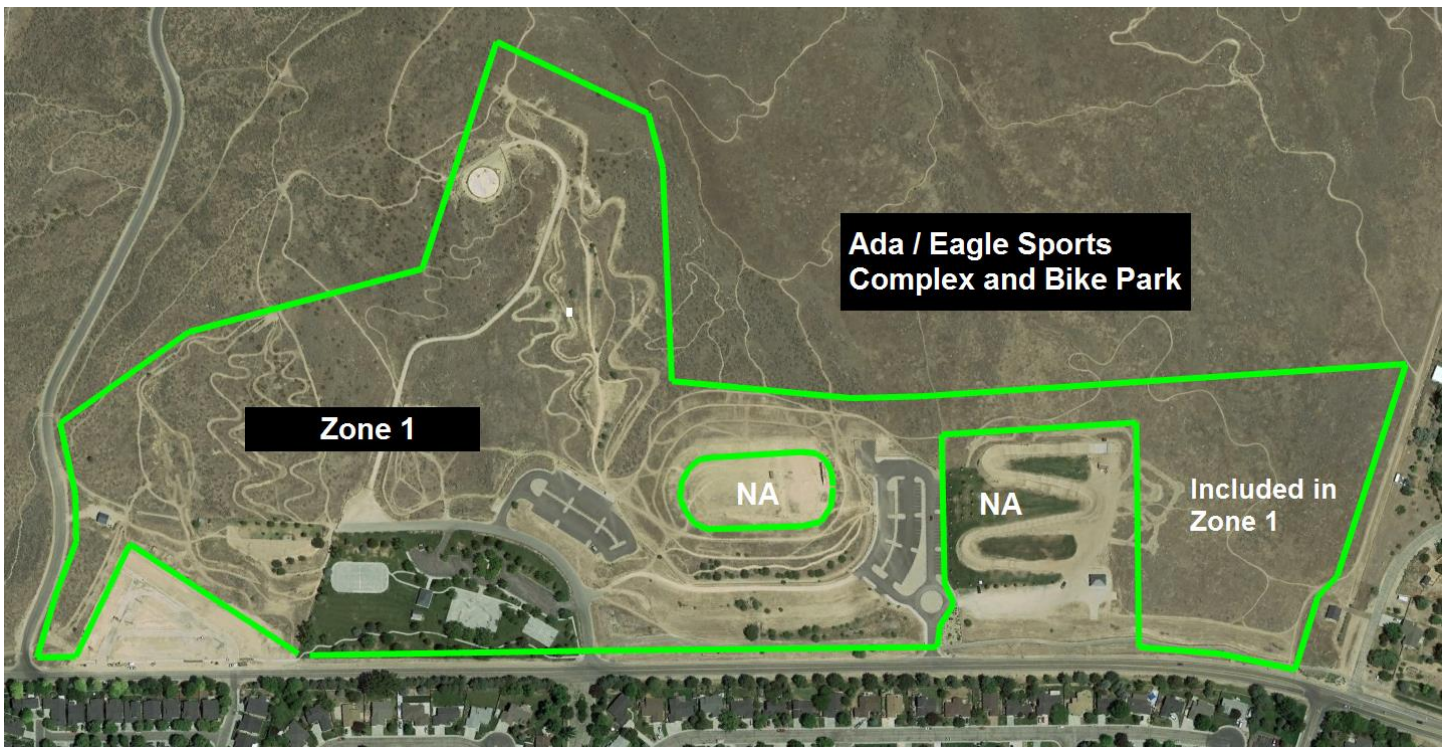 Ada / Eagle Sports
Complex and Bike Park
Zone 1
NA
NA
Included in
Zone 1